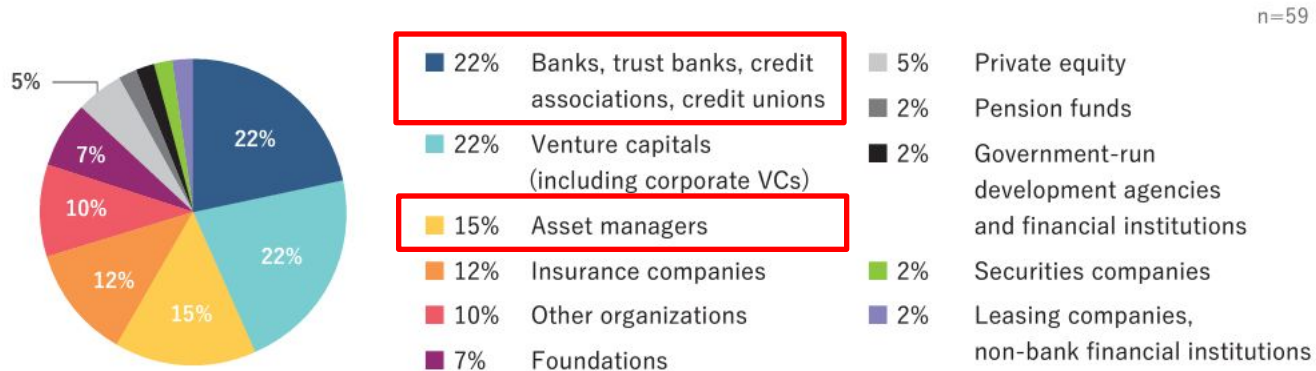 n=59
5%
22%
22%
15%
12%
10%
7%
22% Banks, trust banks, credit
associations, credit unions
22% Venture capitals
(including corporate VCs)
15% Asset managers
12% Insurance companies
10% Other organizations
7% Foundations
5% Private equity
2% Pension funds
2% Government-run
development agencies
and financial institutions
2% Securities companies
2% Leasing companies,
non-bank financial institutions